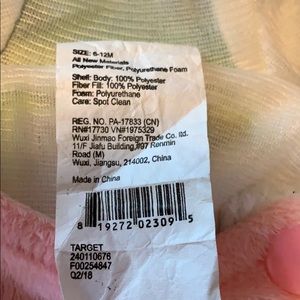 SIZE: 6-12M
All New Materials
Polyester Fiber, Polyurethane Foam
Shell: Body: 100% Polyester
Fiber Fill: 100% Polyester
Foam: Polyurethane
Care: Spot Clean
REG. NO. PA-17833 (CN)
RN#17730 VN#1975329
Wuxi Jinmao Foreign Trade Co. ltd.
11/F Jiafu Building,#97 Renmin
Road (M)
Wuxi, Jiangsu, 214002, China
Made in China
8 19272 02309 5
TARGET
240110676
F00254847
Q2/18